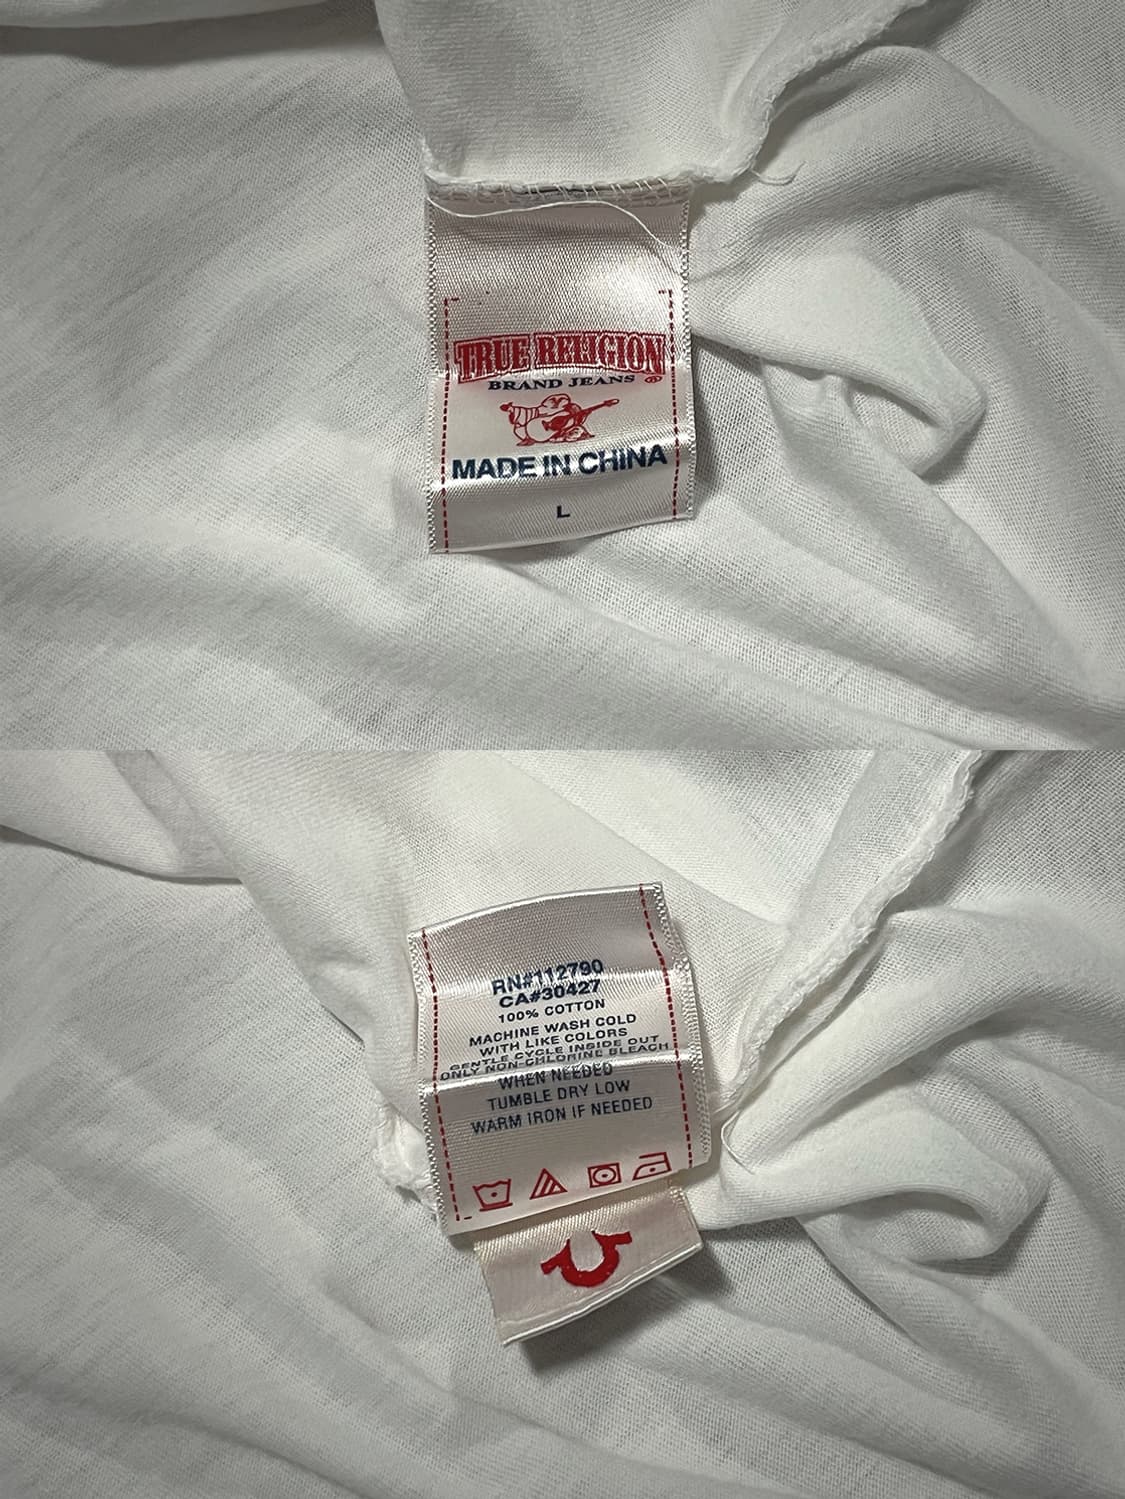 TRUE RELIGION
BRAND JEANS ®
MADE IN CHINA
L
RN#112790
CA#30427
100% COTTON
MACHINE WASH COLD
WITH LIKE COLORS
GENTLE CYCLE INSIDE OUT
ONLY NON-CHLORINE BLEACH
WHEN NEEDED
TUMBLE DRY LOW
WARM IRON IF NEEDED